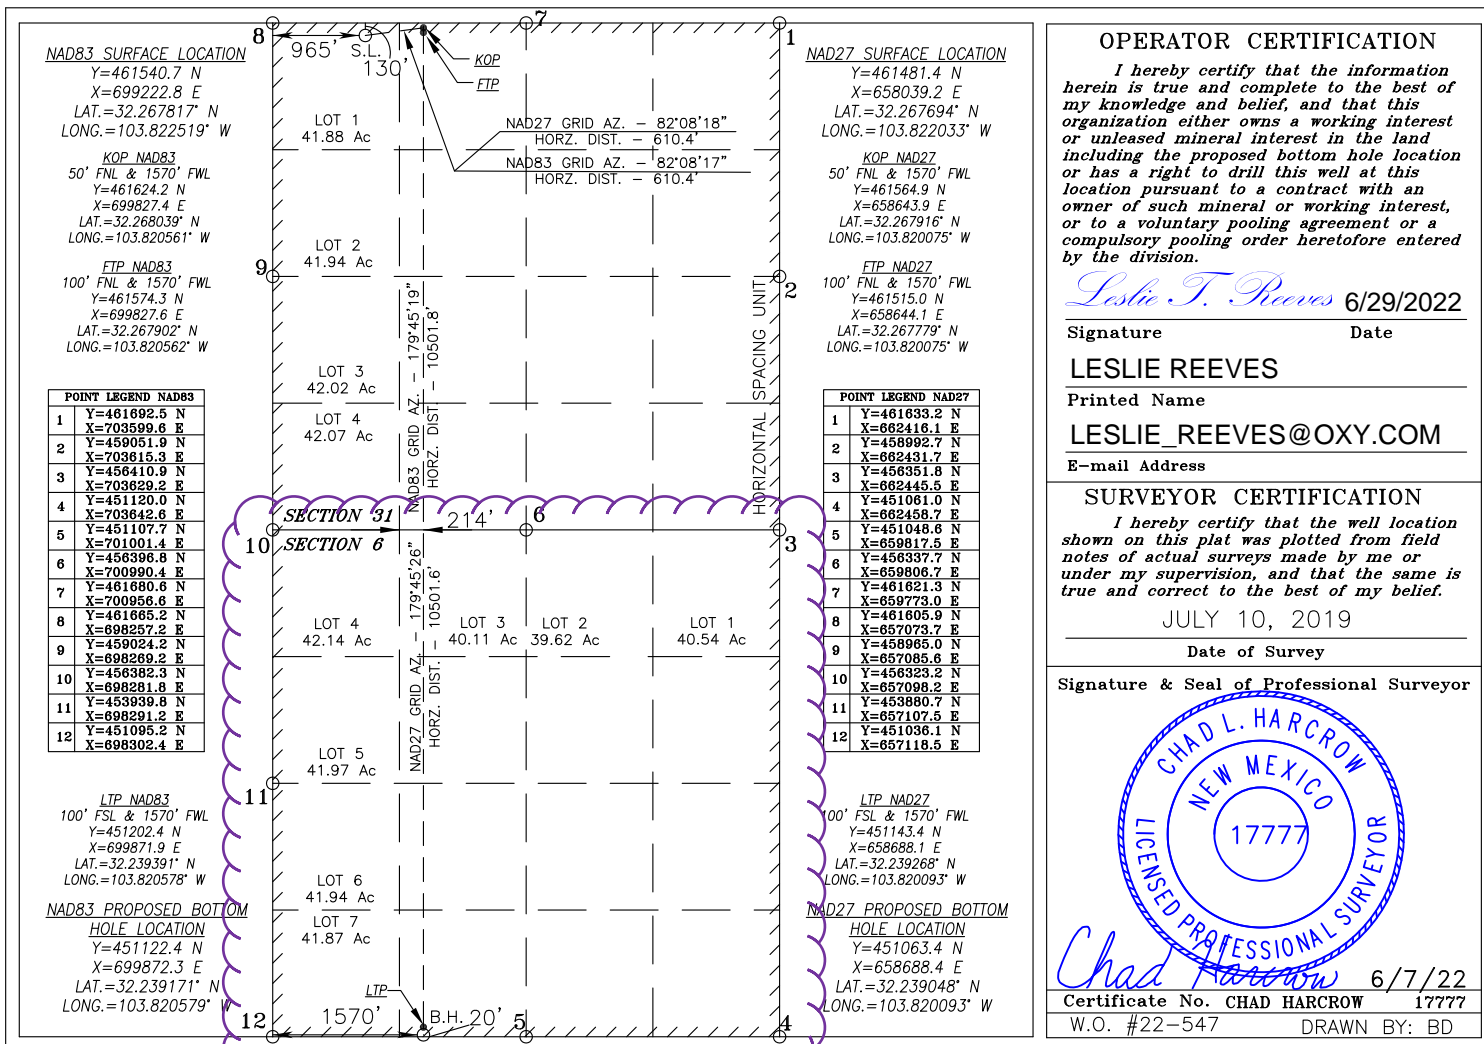 NAD83 SURFACE LOCATION
Y=461540.7 N
X=699222.8 E
LAT.=32.267817° N
LONG.=103.822519° W
KOP NAD83
50' FNL & 1570' FWL
Y=461624.2 N
X=699827.4 E
LAT.=32.268039° N
LONG.=103.820561° W
FTP NAD83
100' FNL & 1570' FWL
Y=461574.3 N
X=699827.6 E
LAT.=32.267902° N
LONG.=103.820562° W
POINT LEGEND NAD83
1 Y=461692.5 N
X=703599.6 E
2 Y=459051.9 N
X=703615.3 E
3 Y=456410.9 N
X=703629.2 E
4 Y=451120.0 N
X=703642.6 E
5 Y=451107.7 N
X=701001.4 E
6 Y=456396.8 N
X=700990.4 E
7 Y=461680.6 N
X=700956.6 E
8 Y=461665.2 N
X=698257.2 E
9 Y=459024.2 N
X=698269.2 E
10 Y=456382.3 N
X=698281.8 E
11 Y=453939.8 N
X=698291.2 E
12 Y=451095.2 N
X=698302.4 E
LTP NAD83
100' FSL & 1570' FWL
Y=451202.4 N
X=699871.9 E
LAT.=32.239391° N
LONG.=103.820578° W
NAD83 PROPOSED BOTTOM
HOLE LOCATION
Y=451122.4 N
X=699872.3 E
LAT.=32.239171° N
LONG.=103.820579° W
8
7
1
965'
S.L.
130'
KOP
FTP
LOT 1
41.88 Ac
NAD27 GRID AZ. - 82°08'18"
HORZ. DIST. - 610.4'
NAD83 GRID AZ. - 82°08'17"
HORZ. DIST. - 610.4'
LOT 2
41.94 Ac
9
2
LOT 3
42.02 Ac
LOT 4
42.07 Ac
NAD83 GRID AZ. - 179°45'19"
HORZ. DIST. - 10501.8'
HORIZONTAL SPACING UNIT
SECTION 31
214'
6
10
SECTION 6
3
NAD27 GRID AZ. - 179°45'26"
HORZ. DIST. - 10501.6'
LOT 4
42.14 Ac
LOT 3
40.11 Ac
LOT 2
39.62 Ac
LOT 1
40.54 Ac
LOT 5
41.97 Ac
11
LOT 6
41.94 Ac
LOT 7
41.87 Ac
LTP
12
1570'
B.H. 20'
5
4
NAD27 SURFACE LOCATION
Y=461481.4 N
X=658039.2 E
LAT.=32.267694° N
LONG.=103.822033° W
KOP NAD27
50' FNL & 1570' FWL
Y=461564.9 N
X=658643.9 E
LAT.=32.267916° N
LONG.=103.820075° W
FTP NAD27
100' FNL & 1570' FWL
Y=461515.0 N
X=658644.1 E
LAT.=32.267779° N
LONG.=103.820075° W
POINT LEGEND NAD27
1 Y=461633.2 N
X=662416.1 E
2 Y=458992.7 N
X=662431.7 E
3 Y=456351.8 N
X=662445.5 E
4 Y=451061.0 N
X=662458.7 E
5 Y=451048.6 N
X=659817.5 E
6 Y=456337.7 N
X=659806.7 E
7 Y=461621.3 N
X=659773.0 E
8 Y=461605.9 N
X=657073.7 E
9 Y=458965.0 N
X=657085.6 E
10 Y=456323.2 N
X=657098.2 E
11 Y=453880.7 N
X=657107.5 E
12 Y=451036.1 N
X=657118.5 E
LTP NAD27
100' FSL & 1570' FWL
Y=451143.4 N
X=658688.1 E
LAT.=32.239268° N
LONG.=103.820093° W
NAD27 PROPOSED BOTTOM
HOLE LOCATION
Y=451063.4 N
X=658688.4 E
LAT.=32.239048° N
LONG.=103.820093° W
OPERATOR CERTIFICATION
I hereby certify that the information
herein is true and complete to the best of
my knowledge and belief, and that this
organization either owns a working interest
or unleased mineral interest in the land
including the proposed bottom hole location
or has a right to drill this well at this
location pursuant to a contract with an
owner of such mineral or working interest,
or to a voluntary pooling agreement or a
compulsory pooling order heretofore entered
by the division.
Leslie T. Reeves 6/29/2022
Signature Date
LESLIE REEVES
Printed Name
LESLIE_REEVES@OXY.COM
E-mail Address
SURVEYOR CERTIFICATION
I hereby certify that the well location
shown on this plat was plotted from field
notes of actual surveys made by me or
under my supervision, and that the same is
true and correct to the best of my belief.
JULY 10, 2019
Date of Survey
Signature & Seal of Professional Surveyor
CHAD L. HARCROW
NEW MEXICO
17777
LICENSED PROFESSIONAL SURVEYOR
Chad Harcrow 6/7/22
Certificate No. CHAD HARCROW 17777
W.O. #22-547 DRAWN BY: BD